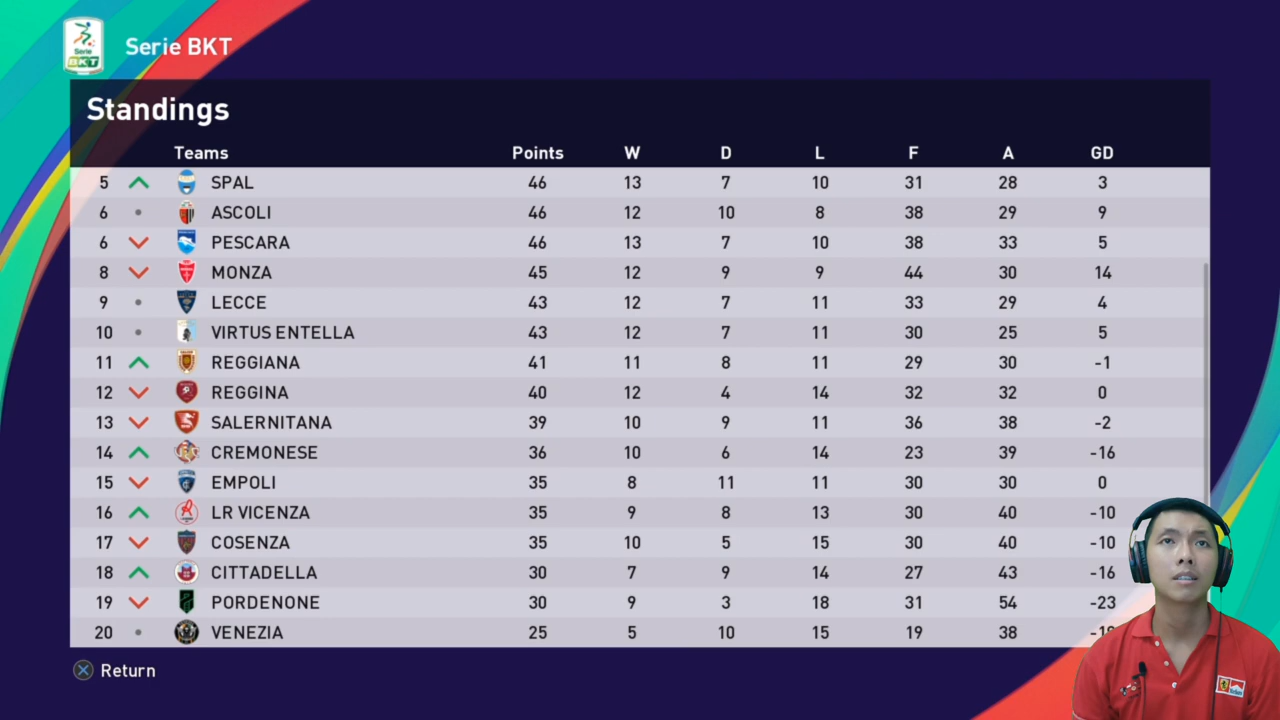 Serie BKT
Serie
BKT
Standings
Teams Points W D L F A GD
5 SPAL 46 13 7 10 31 28 3
6 ASCOLI 46 12 10 8 38 29 9
6 PESCARA 46 13 7 10 38 33 5
8 MONZA 45 12 9 9 44 30 14
9 LECCE 43 12 7 11 33 29 4
10 VIRTUS ENTELLA 43 12 7 11 30 25 5
11 REGGIANA 41 11 8 11 29 30 -1
12 REGGINA 40 12 4 14 32 32 0
13 SALERNITANA 39 10 9 11 36 38 -2
14 CREMONESE 36 10 6 14 23 39 -16
15 EMPOLI 35 8 11 11 30 30 0
16 LR VICENZA 35 9 8 13 30 40 -10
17 COSENZA 35 10 5 15 30 40 -10
18 CITTADELLA 30 7 9 14 27 43 -16
19 PORDENONE 30 9 3 18 31 54 -23
20 VENEZIA 25 5 10 15 19 38
Return